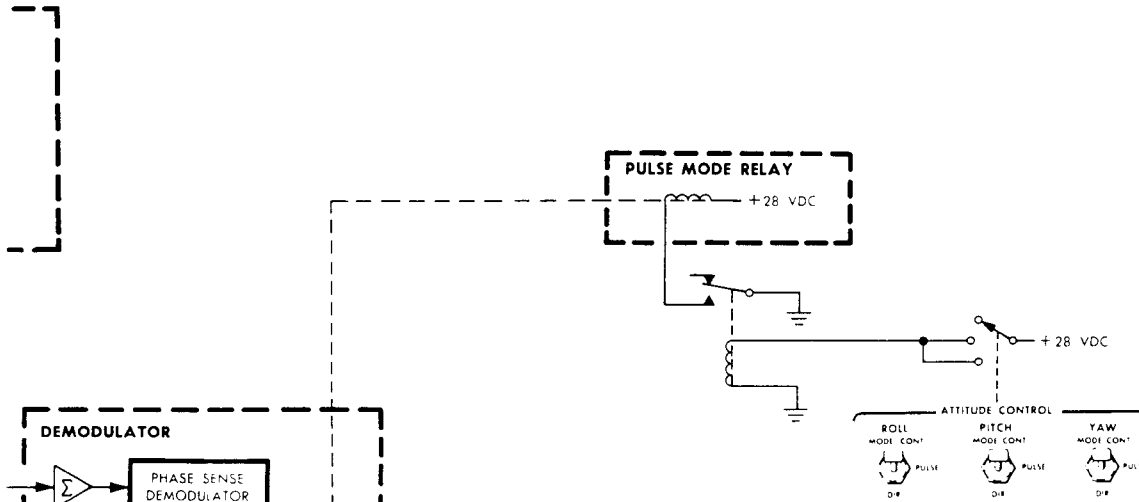 PULSE MODE RELAY
+28 VDC
+ 28 VDC
ATTITUDE CONTROL
ROLL
MODE CONT
PULSE
DIR
PITCH
MODE CONT
PULSE
DIR
YAW
MODE CONT
PUL
DIR
DEMODULATOR
Σ
PHASE SENSE
DEMODULATOR